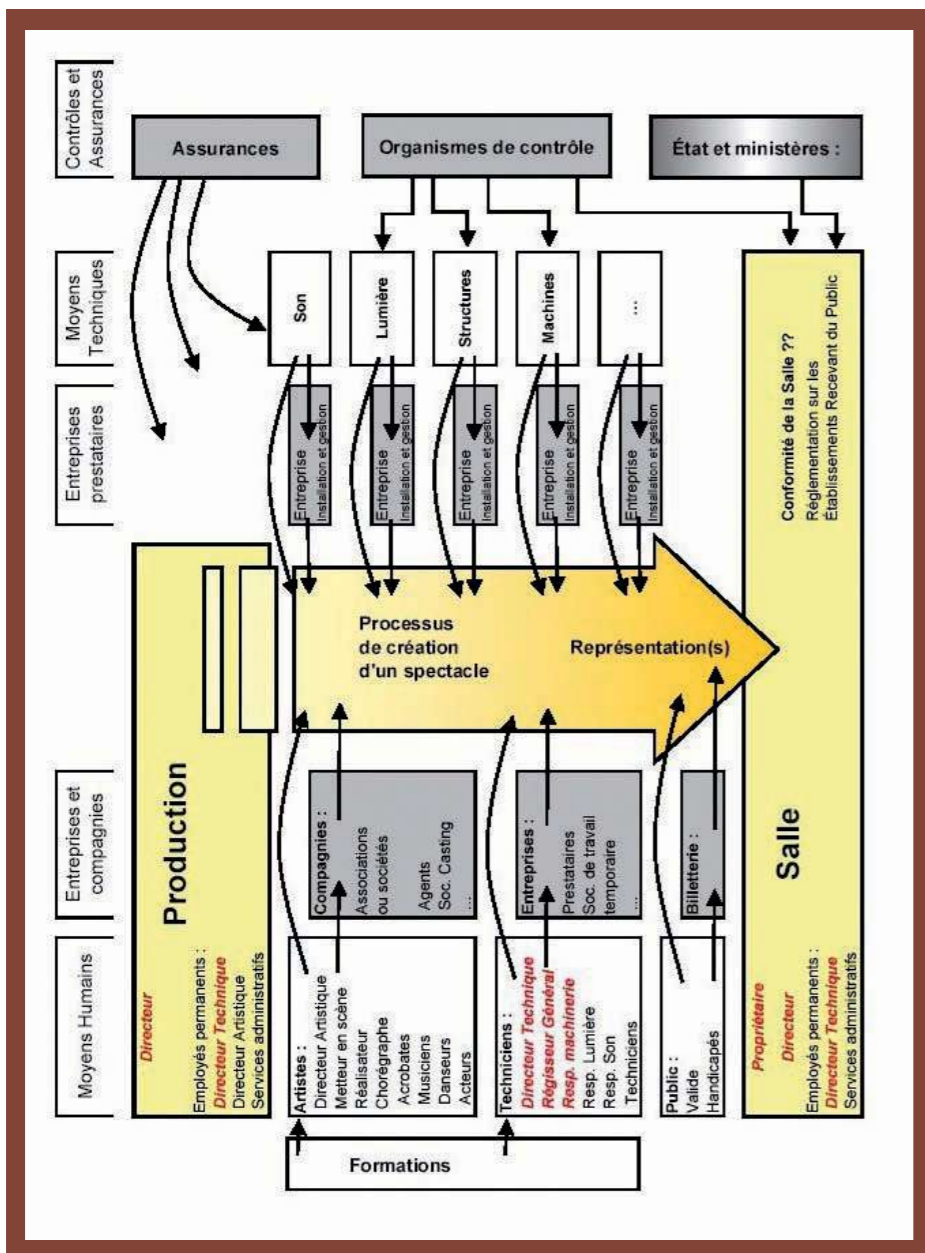 Contrôles et
Assurances
Assurances
Organismes de contrôle
État et ministères :
Moyens
Techniques
Son
Lumière
Structures
Machines
...
Entreprises
prestataires
Entreprise
Installation et gestion
Entreprise
Installation et gestion
Entreprise
Installation et gestion
Entreprise
Installation et gestion
Entreprise
Installation et gestion
Conformité de la Salle ??
Réglementation sur les
Établissements Recevant du Public
Processus
de création
d'un spectacle
Représentation(s)
Entreprises et
compagnies
Production
Compagnies :
Associations
ou sociétés
Agents
Soc. Casting
...
Entreprises :
Prestataires
Soc. de travail
temporaire
...
Billetterie :
Salle
Moyens Humains
Directeur
Employés permanents :
Directeur Technique
Directeur Artistique
Services administratifs
Artistes :
Directeur Artistique
Metteur en scène
Réalisateur
Chorégraphe
Acrobates
Musiciens
Danseurs
Acteurs
Techniciens :
Directeur Technique
Régisseur Général
Resp. machinerie
Resp. Lumière
Resp. Son
Techniciens
Public :
Valide
Handicapés
Propriétaire
Directeur
Employés permanents :
Directeur Technique
Services administratifs
Formations